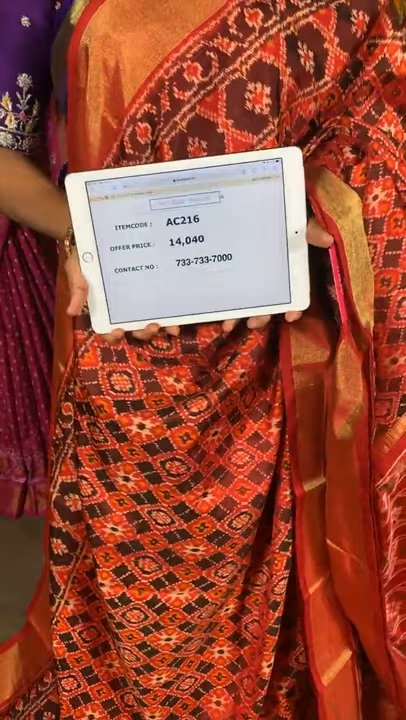 ITEMCODE : AC216
OFFER PRICE : 14,040
CONTACT NO : 733-733-7000